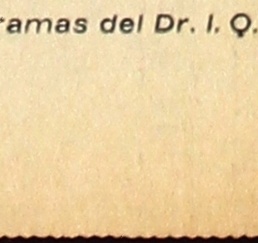 ramas del Dr. I. Q.